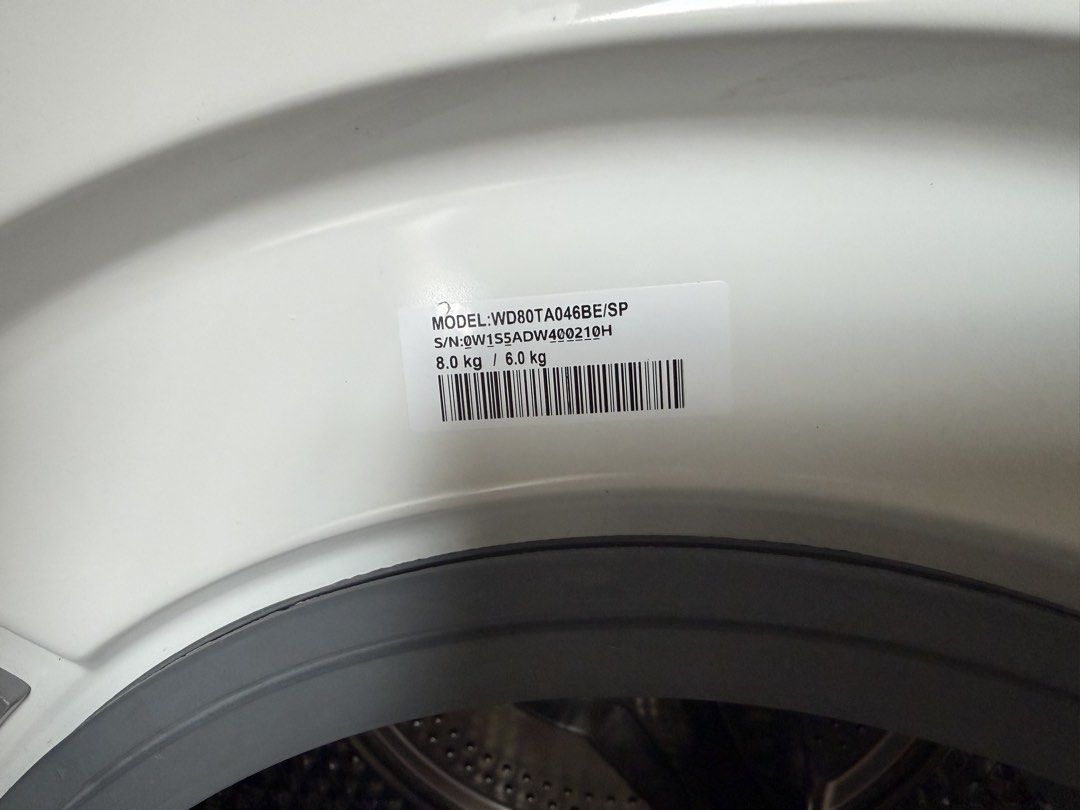 MODEL:WD80TA046BE/SP
S/N:0W1S5ADW400210H
8.0 kg / 6.0 kg